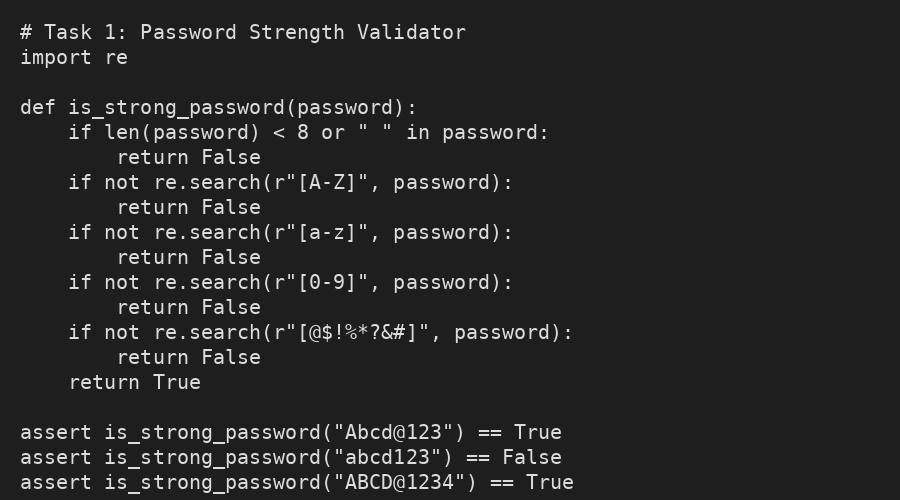 # Task 1: Password Strength Validator
import re

def is_strong_password(password):
    if len(password) < 8 or " " in password:
        return False
    if not re.search(r"[A-Z]", password):
        return False
    if not re.search(r"[a-z]", password):
        return False
    if not re.search(r"[0-9]", password):
        return False
    if not re.search(r"[@$!%*?&#]", password):
        return False
    return True

assert is_strong_password("Abcd@123") == True
assert is_strong_password("abcd123") == False
assert is_strong_password("ABCD@1234") == True